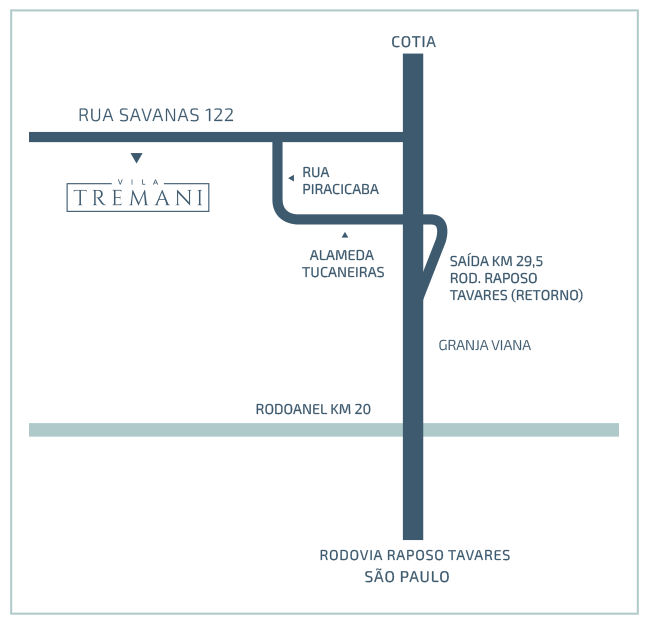 COTIA
RUA SAVANAS 122
VILA
TREMANI
RUA
PIRACICABA
ALAMEDA
TUCANEIRAS
SAÍDA KM 29,5
ROD. RAPOSO
TAVARES (RETORNO)
GRANJA VIANA
RODOANEL KM 20
RODOVIA RAPOSO TAVARES
SÃO PAULO